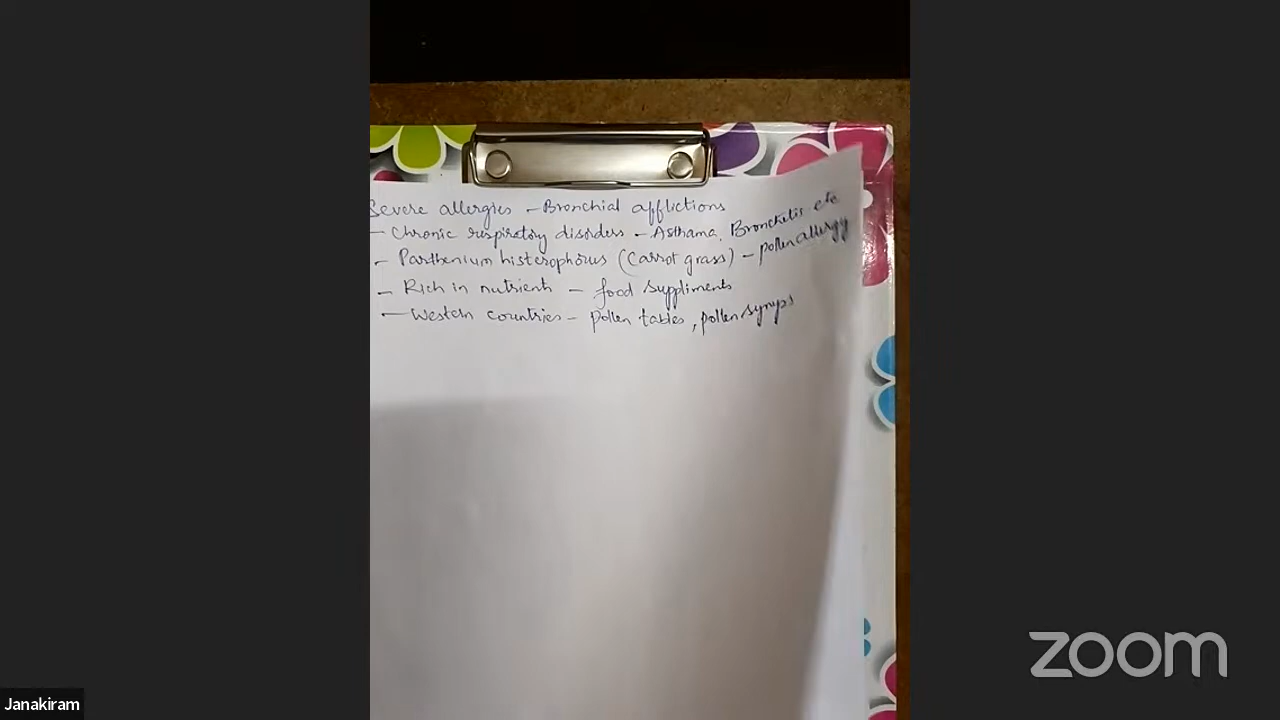 Severe allergies - Bronchial afflictions
- Chronic respiratory disorders - Asthama, Bronchitis etc
- Parthenium histerophorus (Carrot grass) - pollen allergy
- Rich in nutrients - food suppliments
- Western countries - pollen tables, pollen syrups
zoom
Janakiram